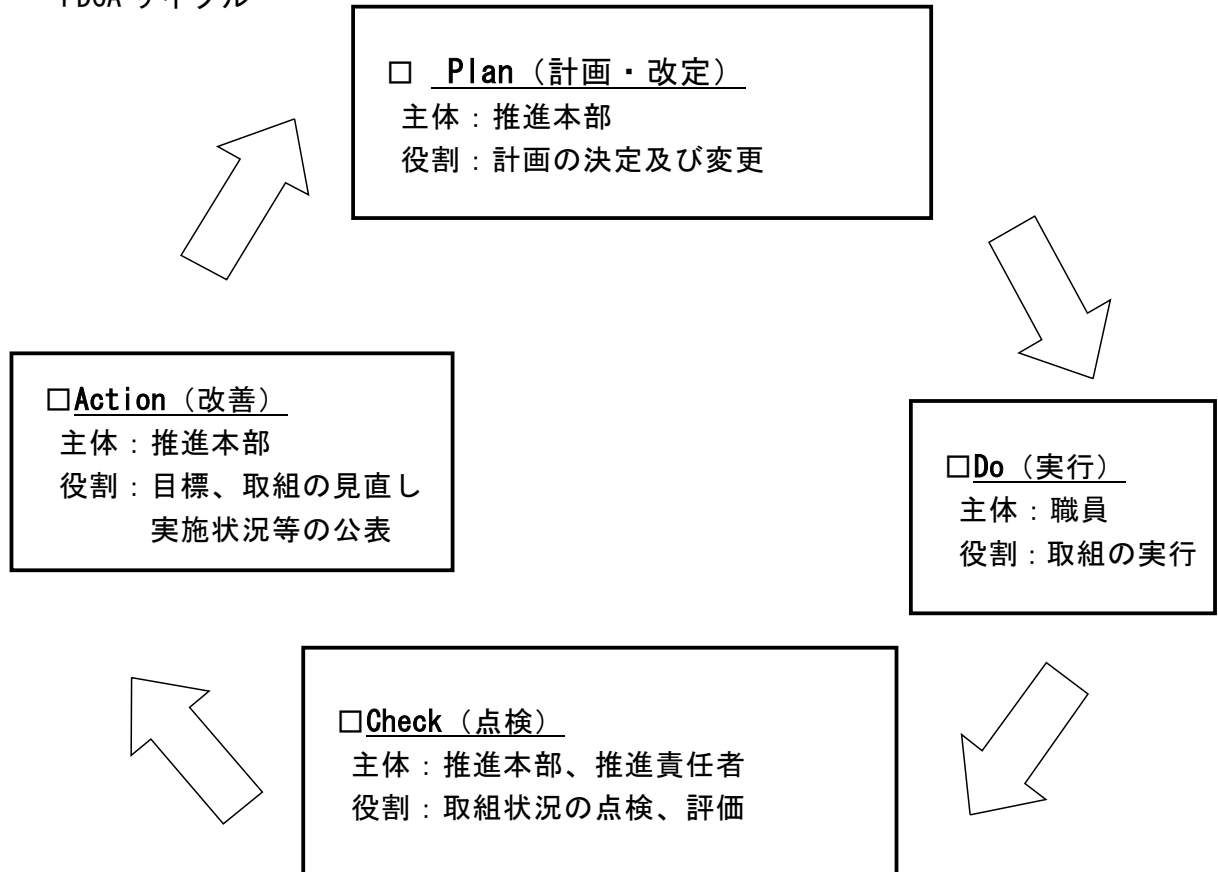 PDCA サイクル
□ Plan（計画・改定）
主体：推進本部
役割：計画の決定及び変更
□Action（改善）
主体：推進本部
役割：目標、取組の見直し
実施状況等の公表
□Do（実行）
主体：職員
役割：取組の実行
□Check（点検）
主体：推進本部、推進責任者
役割：取組状況の点検、評価